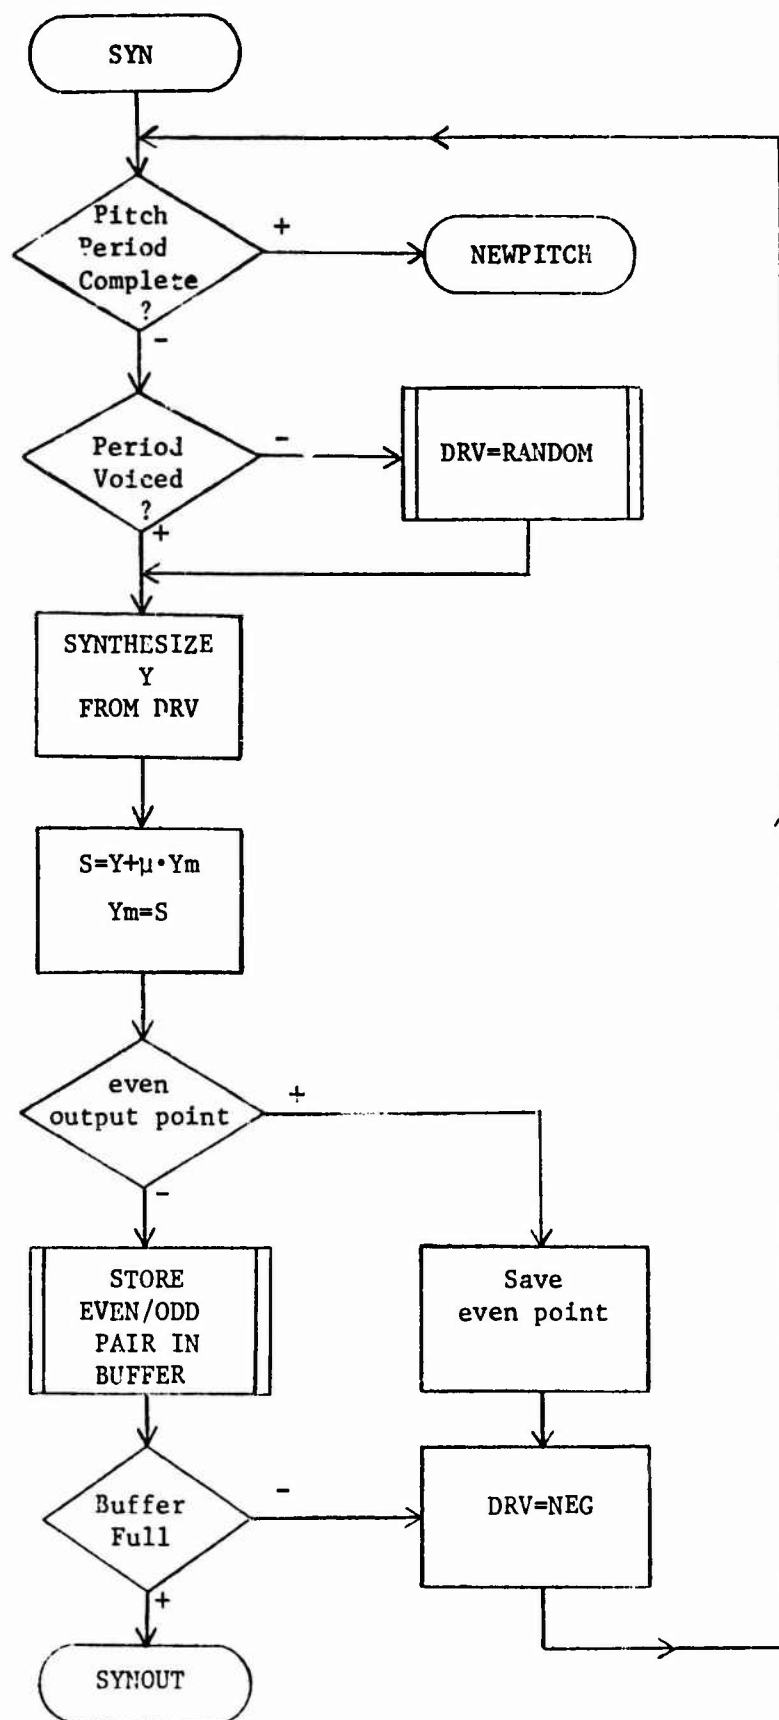 SYN
Pitch
Period
Complete
?
+
NEWPITCH
-
Period
Voiced
?
-
DRV=RANDOM
+
SYNTHESIZE
Y
FROM DRV
S=Y+µ•Ym
Ym=S
even
output point
+
-
STORE
EVEN/ODD
PAIR IN
BUFFER
Save
even point
Buffer
Full
-
DRV=NEG
+
SYNOUT